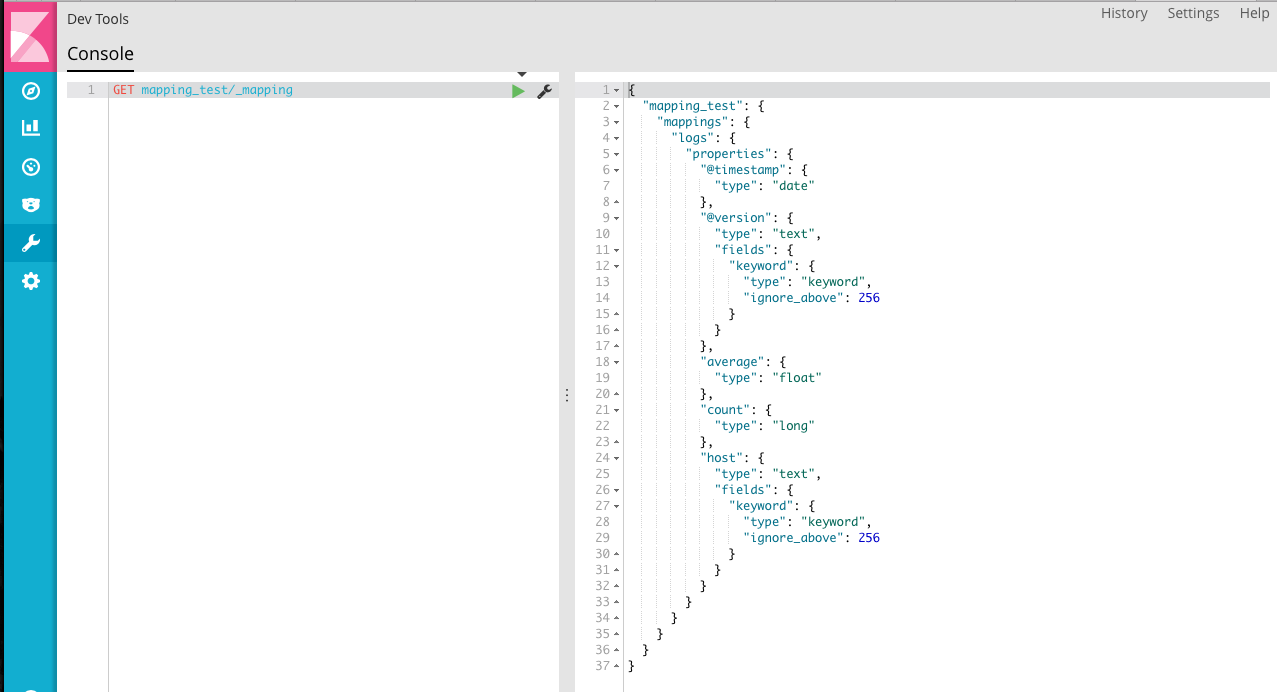 Dev Tools
History Settings Help
Console
1 GET mapping_test/_mapping
1 {
2 "mapping_test": {
3 "mappings": {
4 "logs": {
5 "properties": {
6 "@timestamp": {
7 "type": "date"
8 },
9 "@version": {
10 "type": "text",
11 "fields": {
12 "keyword": {
13 "type": "keyword",
14 "ignore_above": 256
15 }
16 }
17 },
18 "average": {
19 "type": "float"
20 },
21 "count": {
22 "type": "long"
23 },
24 "host": {
25 "type": "text",
26 "fields": {
27 "keyword": {
28 "type": "keyword",
29 "ignore_above": 256
30 }
31 }
32 }
33 }
34 }
35 }
36 }
37 }